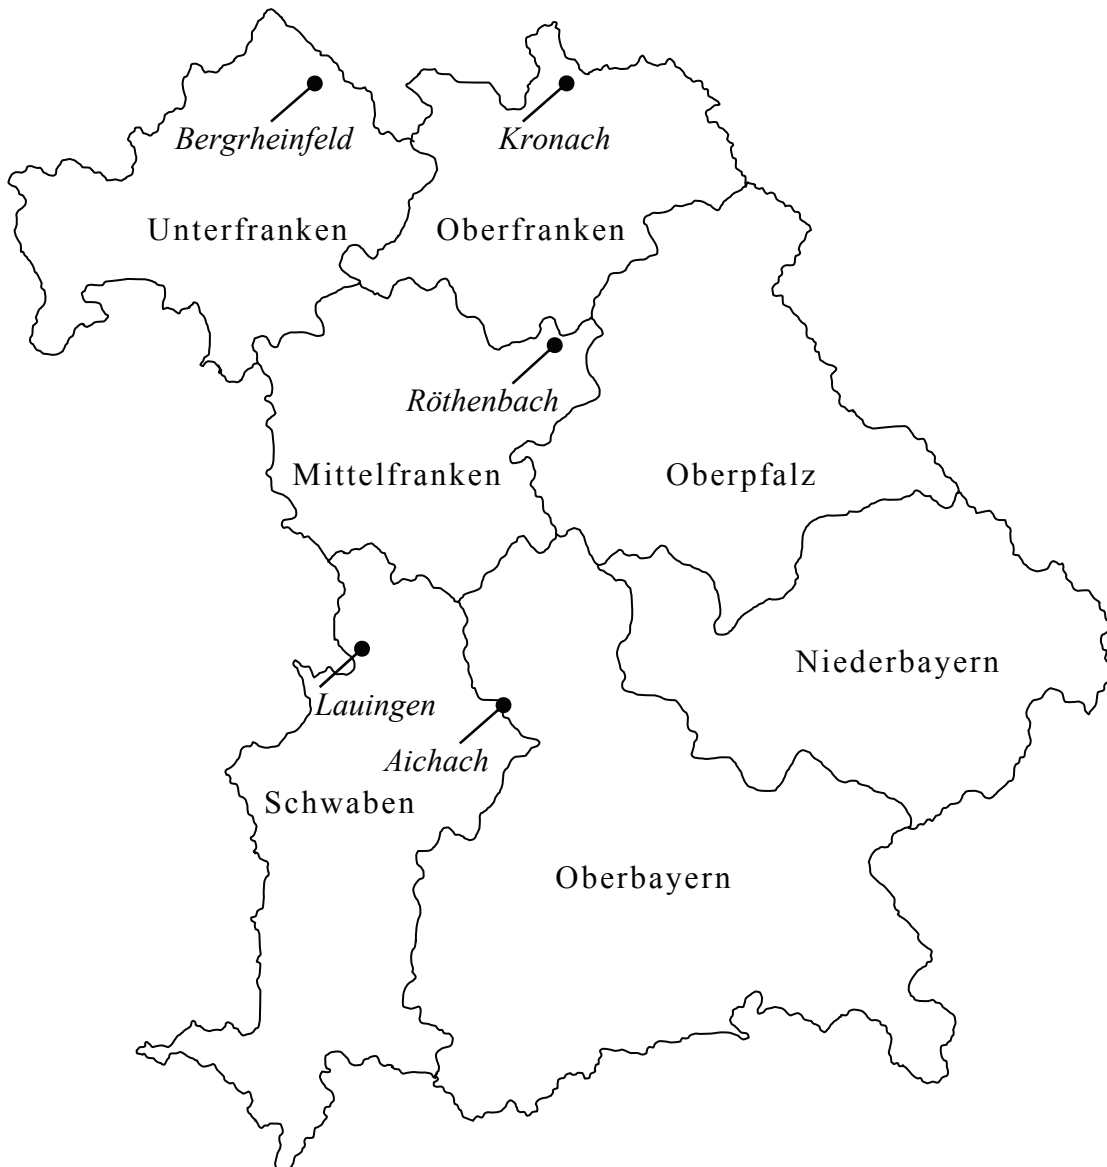 Bergrheinfeld
Kronach
Unterfranken
Oberfranken
Röthenbach
Mittelfranken
Oberpfalz
Niederbayern
Lauingen
Aichach
Schwaben
Oberbayern